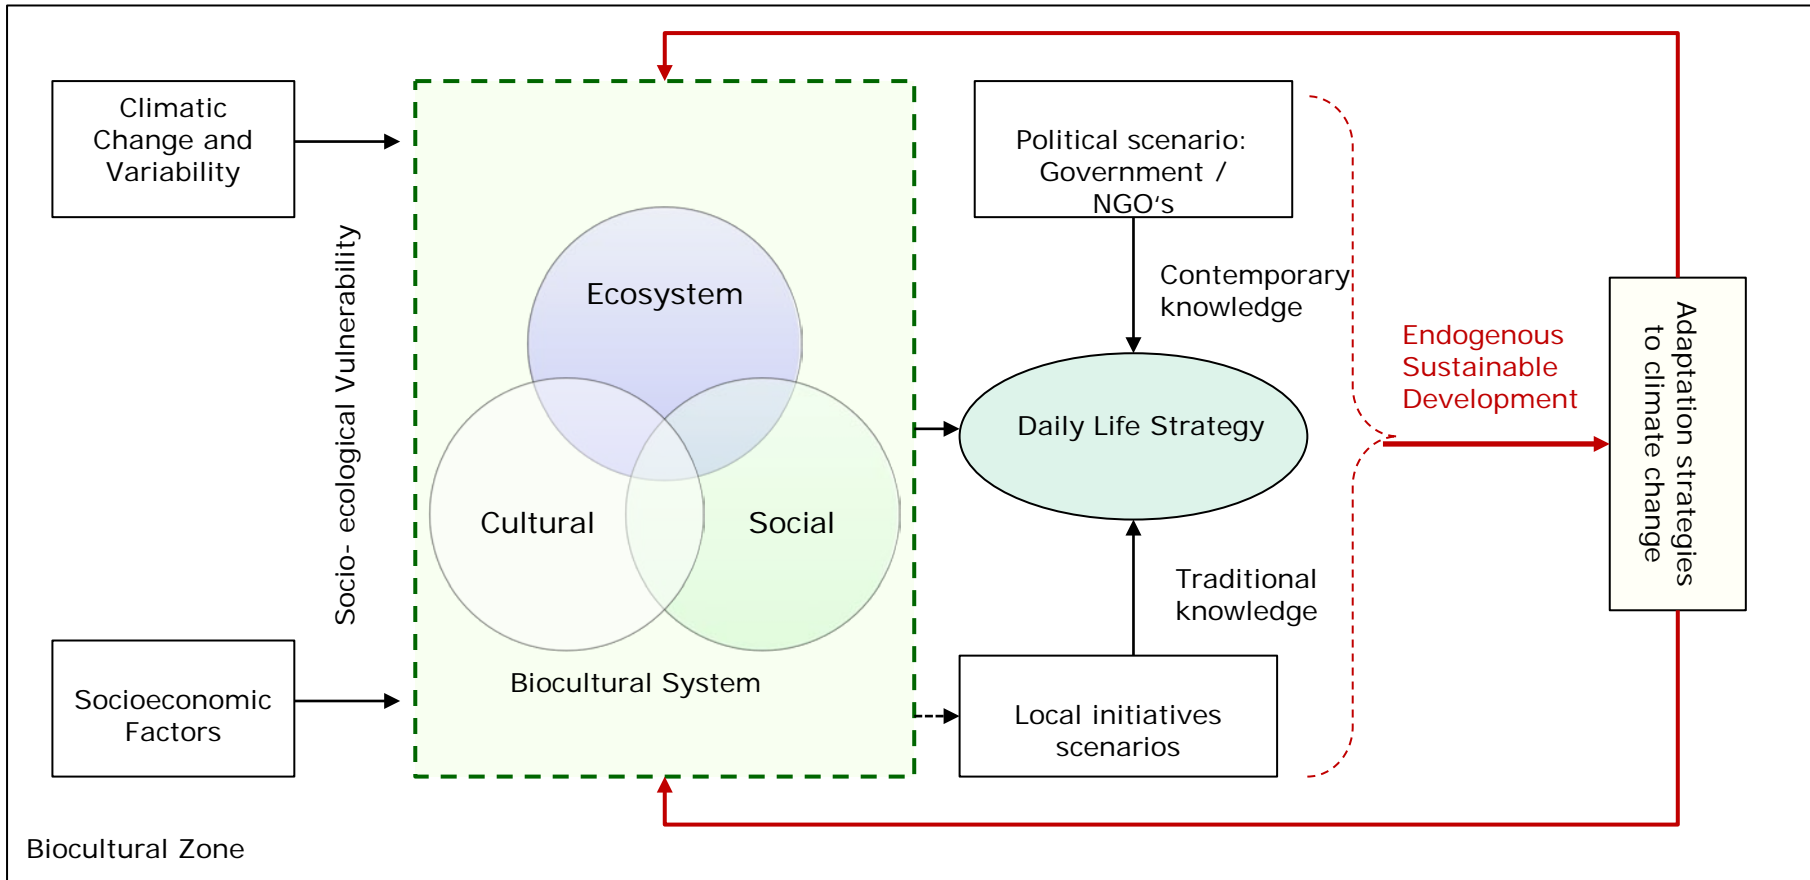 Climatic
Change and
Variability
Socio- ecological Vulnerability
Socioeconomic
Factors
Ecosystem
Cultural
Social
Biocultural System
Political scenario:
Government /
NGO‘s
Contemporary
knowledge
Daily Life Strategy
Traditional
knowledge
Local initiatives
scenarios
Endogenous
Sustainable
Development
Adaptation strategies
to climate change
Biocultural Zone